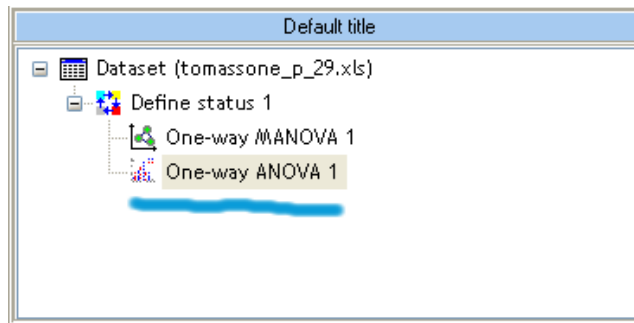 Default title
Dataset (tomassone_p_29.xls)
Define status 1
One-way MANOVA 1
One-way ANOVA 1